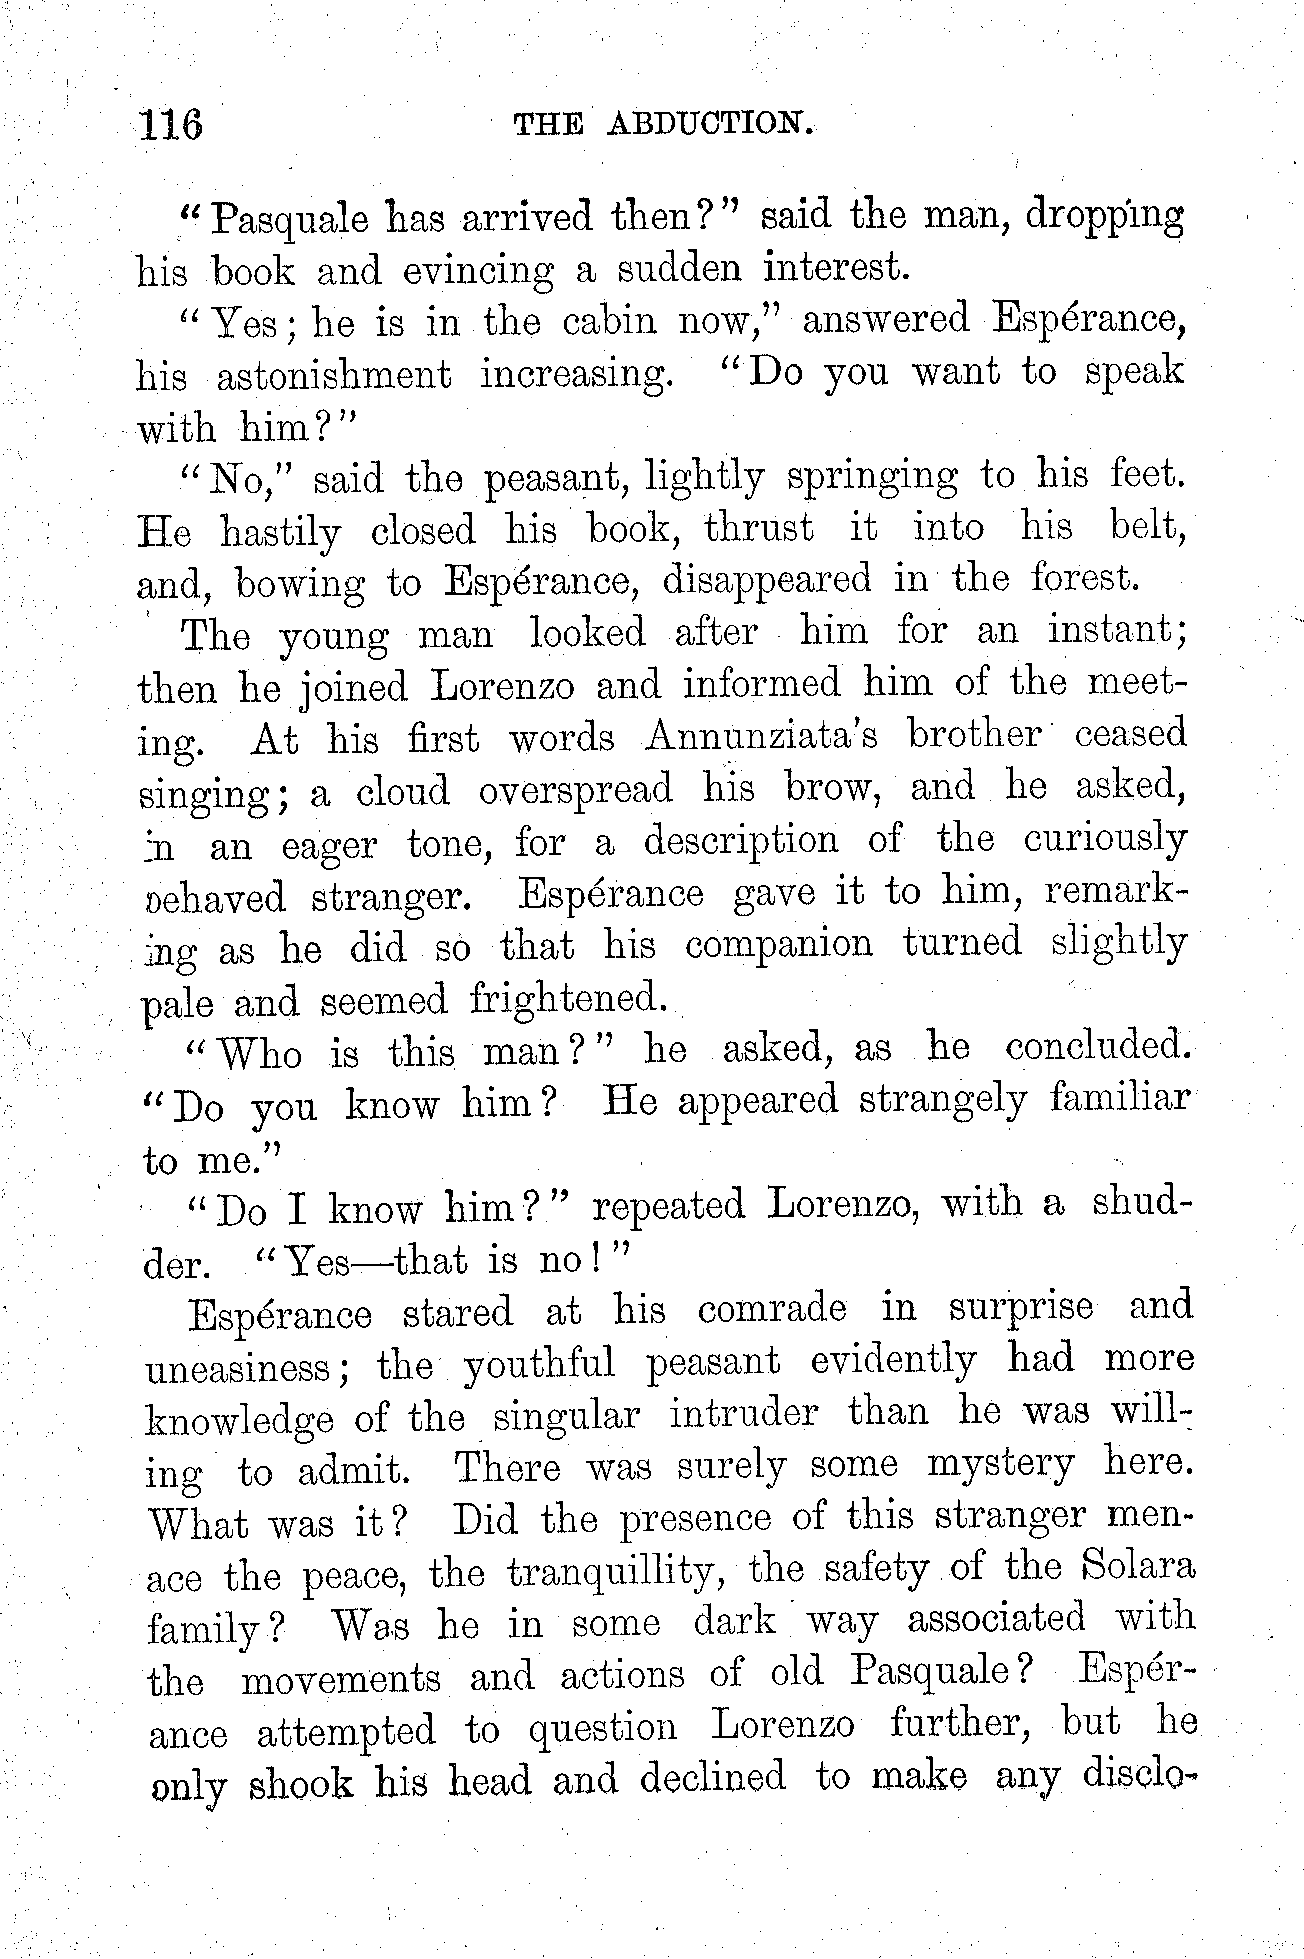 116 THE ABDUCTION.
“Pasquale has arrived then?” said the man, dropping
his book and evincing a sudden interest.
“Yes; he is in the cabin now,” answered Espérance,
his astonishment increasing. “Do you want to speak
with him?”
“No,” said the peasant, lightly springing to his feet.
He hastily closed his book, thrust it into his belt,
and, bowing to Espérance, disappeared in the forest.
The young man looked after him for an instant;
then he joined Lorenzo and informed him of the meet-
ing. At his first words Annunziata's brother ceased
singing; a cloud overspread his brow, and he asked,
in an eager tone, for a description of the curiously
behaved stranger. Espérance gave it to him, remark-
ing as he did so that his companion turned slightly
pale and seemed frightened.
“Who is this man?” he asked, as he concluded.
“Do you know him? He appeared strangely familiar
to me.”
“Do I know him?” repeated Lorenzo, with a shud-
der. “Yes—that is no!”
Espérance stared at his comrade in surprise and
uneasiness; the youthful peasant evidently had more
knowledge of the singular intruder than he was will-
ing to admit. There was surely some mystery here.
What was it? Did the presence of this stranger men-
ace the peace, the tranquillity, the safety of the Solara
family? Was he in some dark way associated with
the movements and actions of old Pasquale? Espér-
ance attempted to question Lorenzo further, but he
only shook his head and declined to make any disclo-